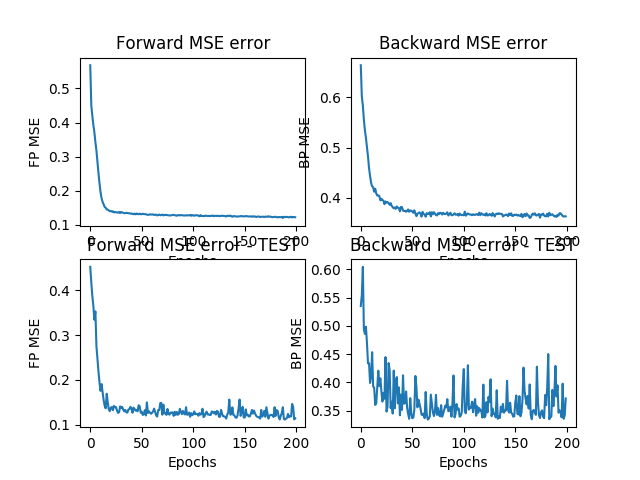 Forward MSE error
Backward MSE error
FP MSE
0.5
0.4
0.3
0.2
0.1
0 50 100 150 200
Epochs
BP MSE
0.6
0.5
0.4
0 50 100 150 200
Epochs
Forward MSE error - TEST
Backward MSE error - TEST
FP MSE
0.4
0.3
0.2
0.1
0 50 100 150 200
Epochs
BP MSE
0.60
0.55
0.50
0.45
0.40
0.35
0 50 100 150 200
Epochs